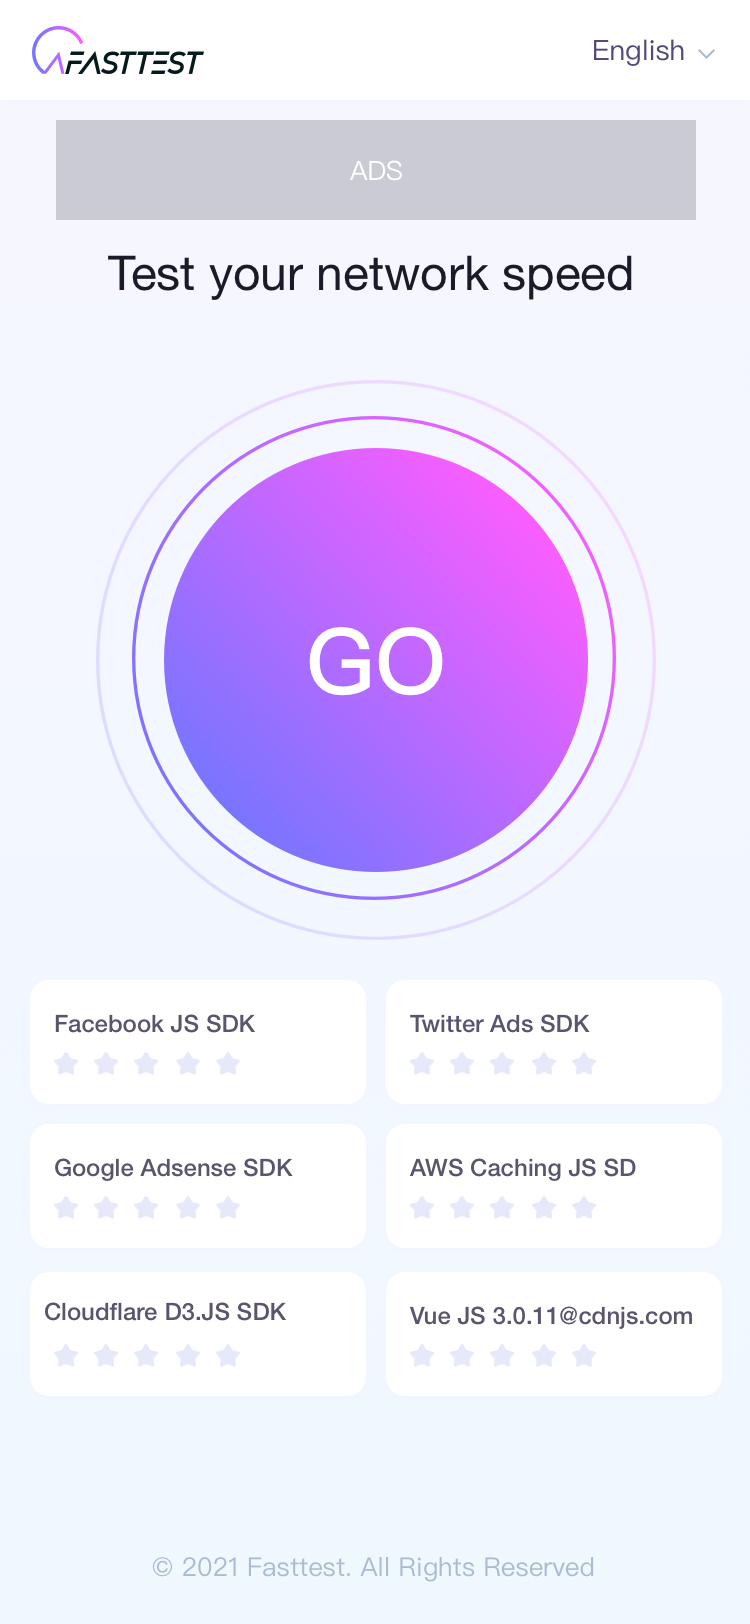 FASTTEST
English
ADS
Test your network speed
GO
Facebook JS SDK
Twitter Ads SDK
Google Adsense SDK
AWS Caching JS SD
Cloudflare D3.JS SDK
Vue JS 3.0.11@cdnjs.com
© 2021 Fasttest. All Rights Reserved